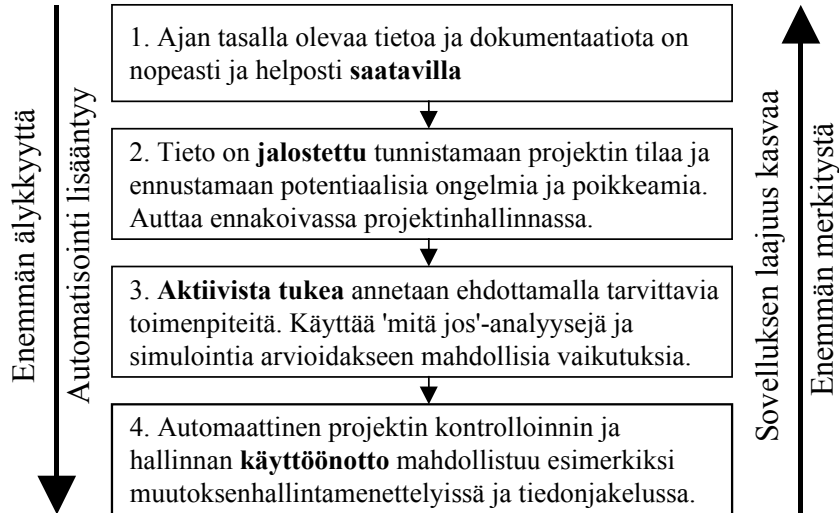 Enemmän älykkyyttä
Automatisointi lisääntyy
1. Ajan tasalla olevaa tietoa ja dokumentaatiota on
nopeasti ja helposti saatavilla
2. Tieto on jalostettu tunnistamaan projektin tilaa ja
ennustamaan potentiaalisia ongelmia ja poikkeamia.
Auttaa ennakoivassa projektinhallinnassa.
3. Aktiivista tukea annetaan ehdottamalla tarvittavia
toimenpiteitä. Käyttää 'mitä jos'-analyysejä ja
simulointia arvioidakseen mahdollisia vaikutuksia.
4. Automaattinen projektin kontrolloinnin ja
hallinnan käyttöönotto mahdollistuu esimerkiksi
muutoksenhallintamenettelyissä ja tiedonjakelussa.
Sovelluksen laajuus kasvaa
Enemmän merkitystä